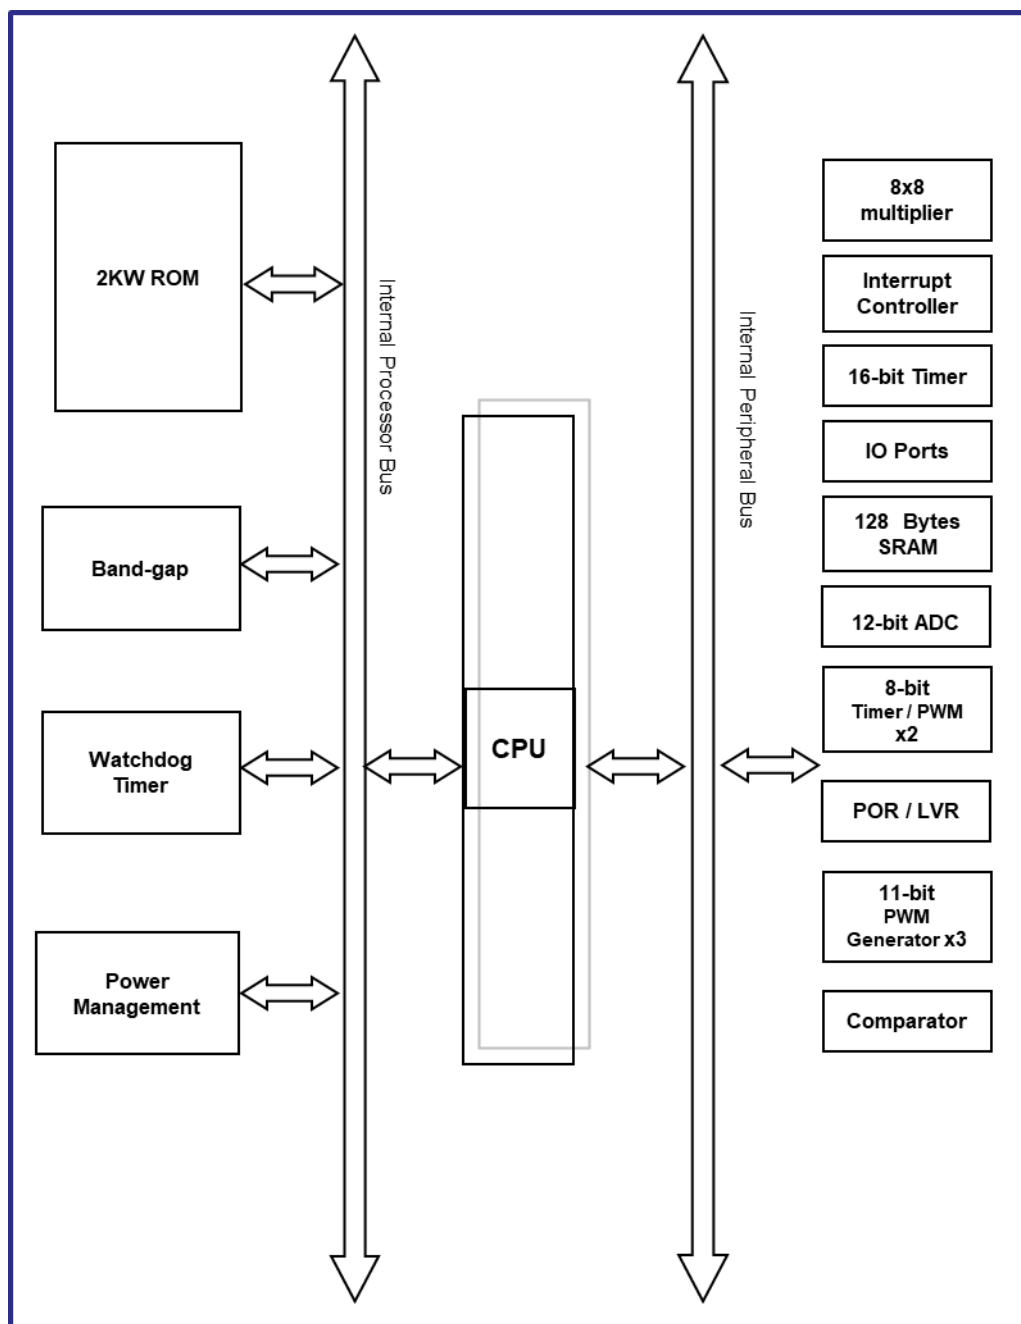 2KW ROM
Band-gap
Watchdog
Timer
Power
Management
Internal Processor Bus
CPU
Internal Peripheral Bus
8x8
multiplier
Interrupt
Controller
16-bit Timer
IO Ports
128 Bytes
SRAM
12-bit ADC
8-bit
Timer / PWM
x2
POR / LVR
11-bit
PWM
Generator x3
Comparator